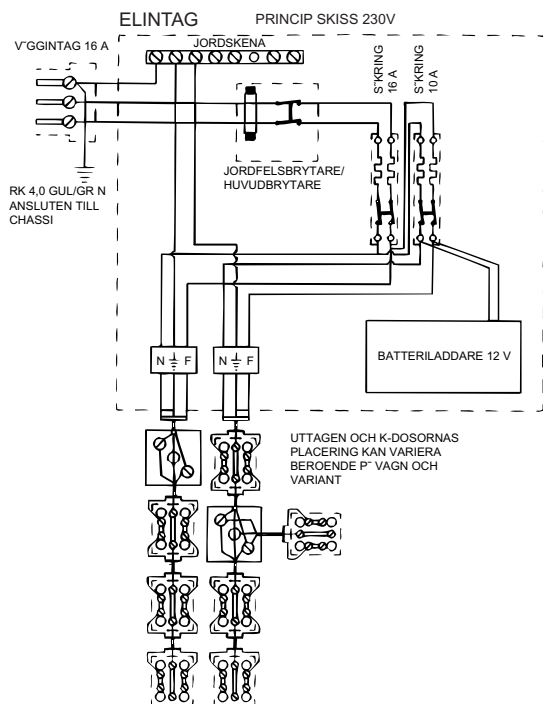 ELINTAG
PRINCIP SKISS 230V
V¯GGINTAG 16 A
JORDSKENA
S¯KRING
16 A
S¯KRING
10 A
JORDFELSBRYTARE/
HUVUDBRYTARE
RK 4,0 GUL/GR N
ANSLUTEN TILL
CHASSI
N F
N F
BATTERILADDARE 12 V
UTTAGEN OCH K-DOSORNAS
PLACERING KAN VARIERA
BEROENDE P¯ VAGN OCH
VARIANT